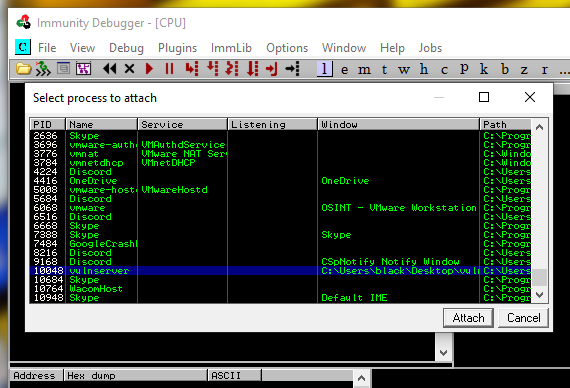 Immunity Debugger - [CPU]
C File View Debug Plugins ImmLib Options Window Help Jobs
l e m t w h c p k b z r ...
Select process to attach
PID Name Service Listening Window Path
2636 Skype C:\Progr
3696 vmware-auth VMAuthdService C:\Progr
3776 vmnat VMware NAT Ser C:\Windo
3784 vmnetdhcp VMnetDHCP C:\Windo
4224 Discord C:\Users
4416 OneDrive OneDrive C:\Users
5008 vmware-host VMwareHostd C:\Progr
5684 Discord C:\Users
6068 vmware OSINT - VMware Workstation C:\Progr
6516 Discord C:\Users
6668 Skype C:\Progr
7388 Skype Skype C:\Progr
7484 GoogleCrash C:\Progr
8216 Discord C:\Users
9168 Discord CSpNotify Notify Window C:\Users
10048 vulnserver C:\Users\black\Desktop\vuln C:\Users
10684 Skype C:\Progr
10764 WacomHost C:\Progr
10948 Skype Default IME C:\Progr
Attach Cancel
Address Hex dump ASCII